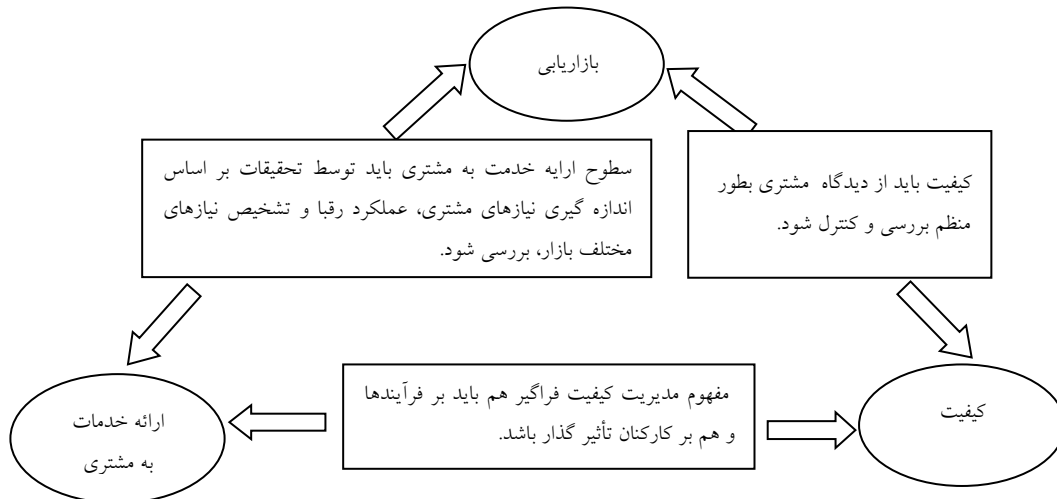 بازاریابی
سطوح ارایه خدمت به مشتری باید توسط تحقیقات بر اساس
اندازه گیری نیازهای مشتری، عملکرد رقبا و تشخیص نیازهای
مختلف بازار، بررسی شود.
کیفیت باید از دیدگاه مشتری بطور
منظم بررسی و کنترل شود.
مفهوم مدیریت کیفیت فراگیر هم باید بر فرآیندها
و هم بر کارکنان تأثیر گذار باشد.
کیفیت
ارائه خدمات
به مشتری